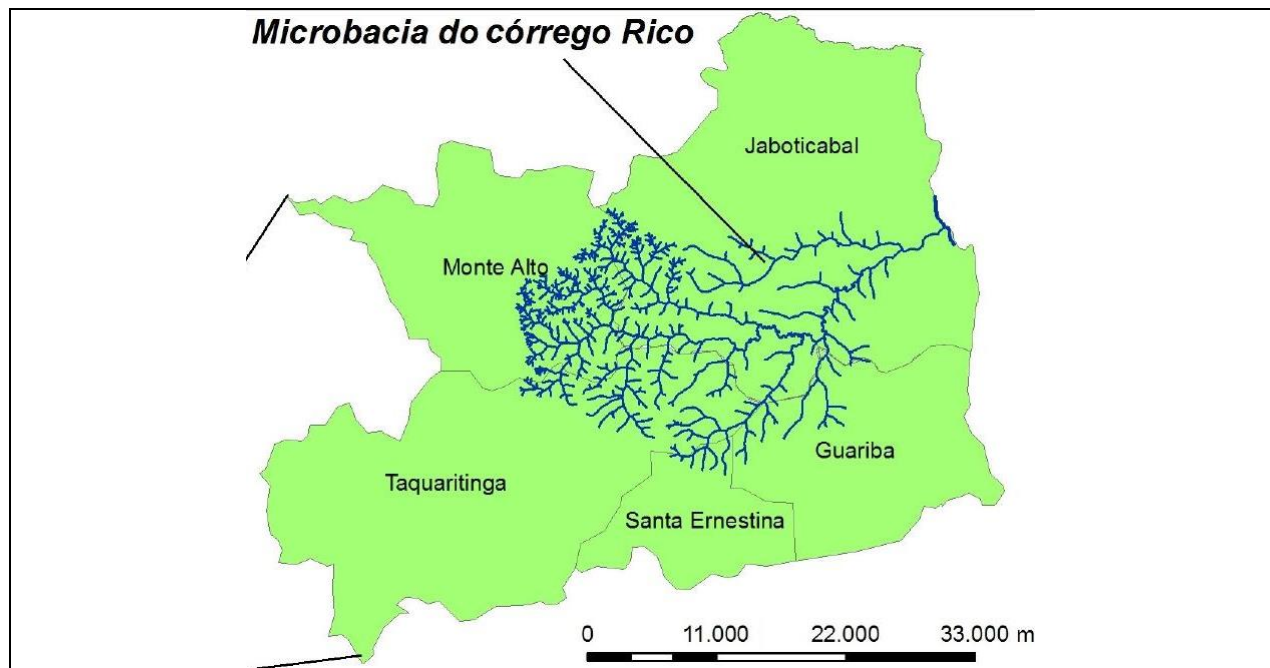 Microbacia do córrego Rico
Jaboticabal
Monte Alto
Guariba
Taquaritinga
Santa Ernestina
0 11.000 22.000 33.000 m